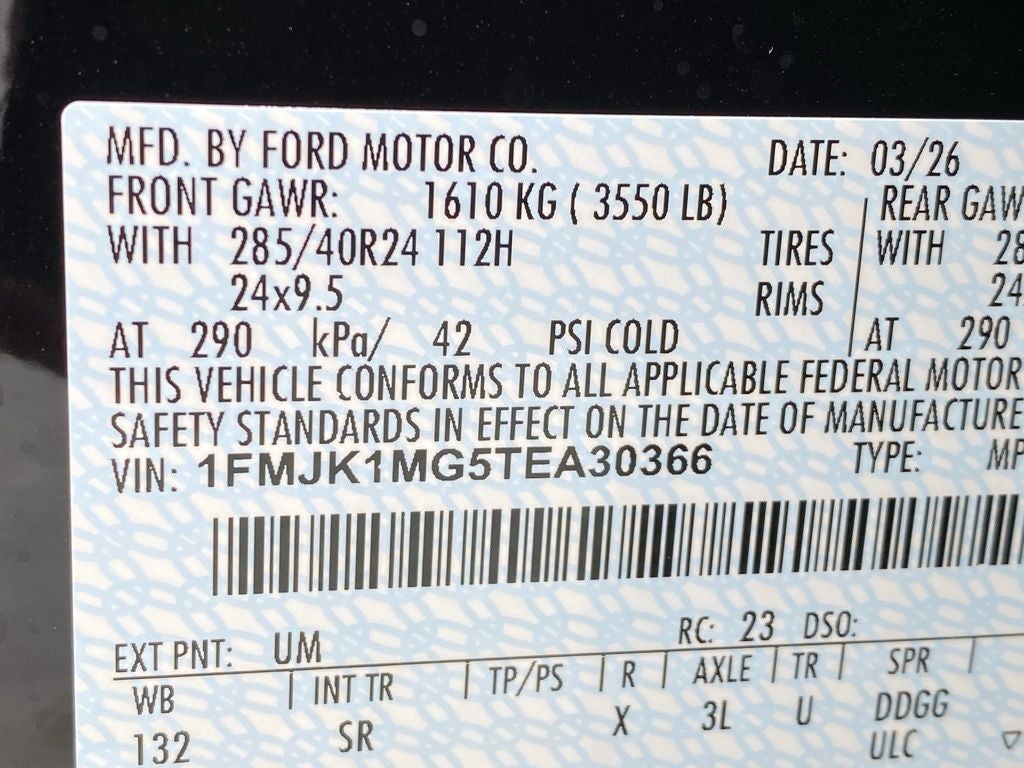 MFD. BY FORD MOTOR CO. DATE: 03/26
FRONT GAWR: 1610 KG ( 3550 LB) REAR GAW
WITH 285/40R24 112H TIRES WITH 28
24x9.5 RIMS 24
AT 290 kPa/ 42 PSI COLD AT 290
THIS VEHICLE CONFORMS TO ALL APPLICABLE FEDERAL MOTOR
SAFETY STANDARDS IN EFFECT ON THE DATE OF MANUFACTURE
VIN: 1FMJK1MG5TEA30366 TYPE: MP
EXT PNT: UM RC: 23 DSO:
WB INT TR TP/PS R AXLE TR SPR
132 SR X 3L U DDGG
ULC